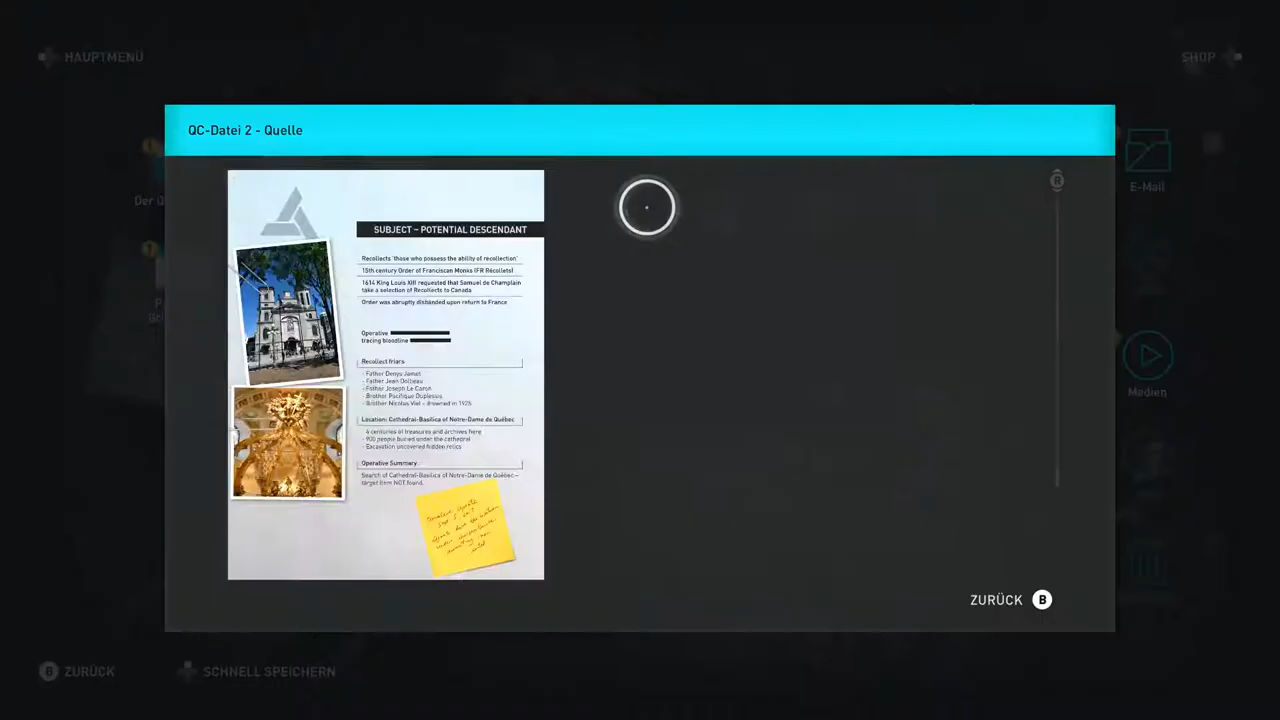 HAUPTMENÜ
SHOP
QC-Datei 2 - Quelle
SUBJECT – POTENTIAL DESCENDANT
Recollects 'those who possess the ability of recollection'
15th century Order of Franciscan Monks (FR Récollets)
1614 King Louis XIII requested that Samuel de Champlain
take a selection of Recollects to Canada
Order was abruptly disbanded upon return to France
Operative
tracing bloodline
Recollect friars
- Father Denys Jamet
- Father Jean Dolbeau
- Father Joseph Le Caron
- Brother Pacifique Duplessis
- Brother Nicolas Viel – drowned in 1925
Location: Cathedral-Basilica of Notre-Dame de Québec
- 4 centuries of treasures and archives here
- 900 people buried under the cathedral
- Excavation uncovered hidden relics
Operative Summary
Search of Cathedral-Basilica of Notre-Dame de Québec –
target item NOT found.
R
E-Mail
Medien
ZURÜCK B
B ZURÜCK
SCHNELL SPEICHERN